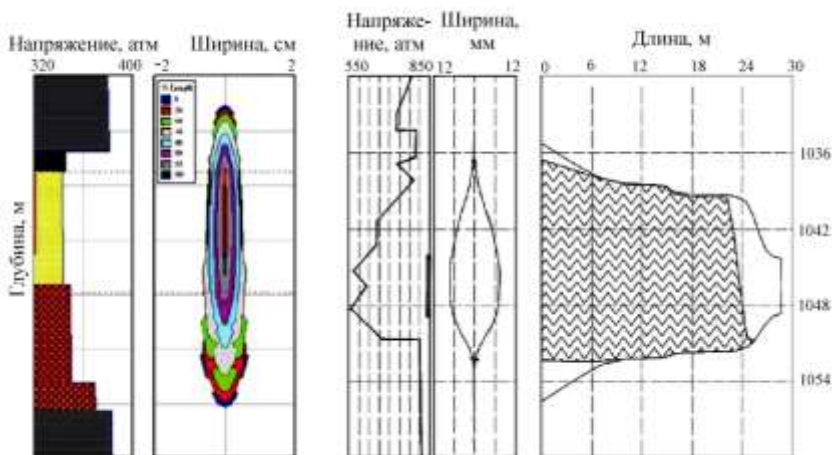 Напряжение, атм
320
400
Ширина, см
-2
2
Напряже-
ние, атм
550
850
Ширина,
мм
12
12
Длина, м
0
6
12
18
24
30
Глубина, м
1036
1042
1048
1054